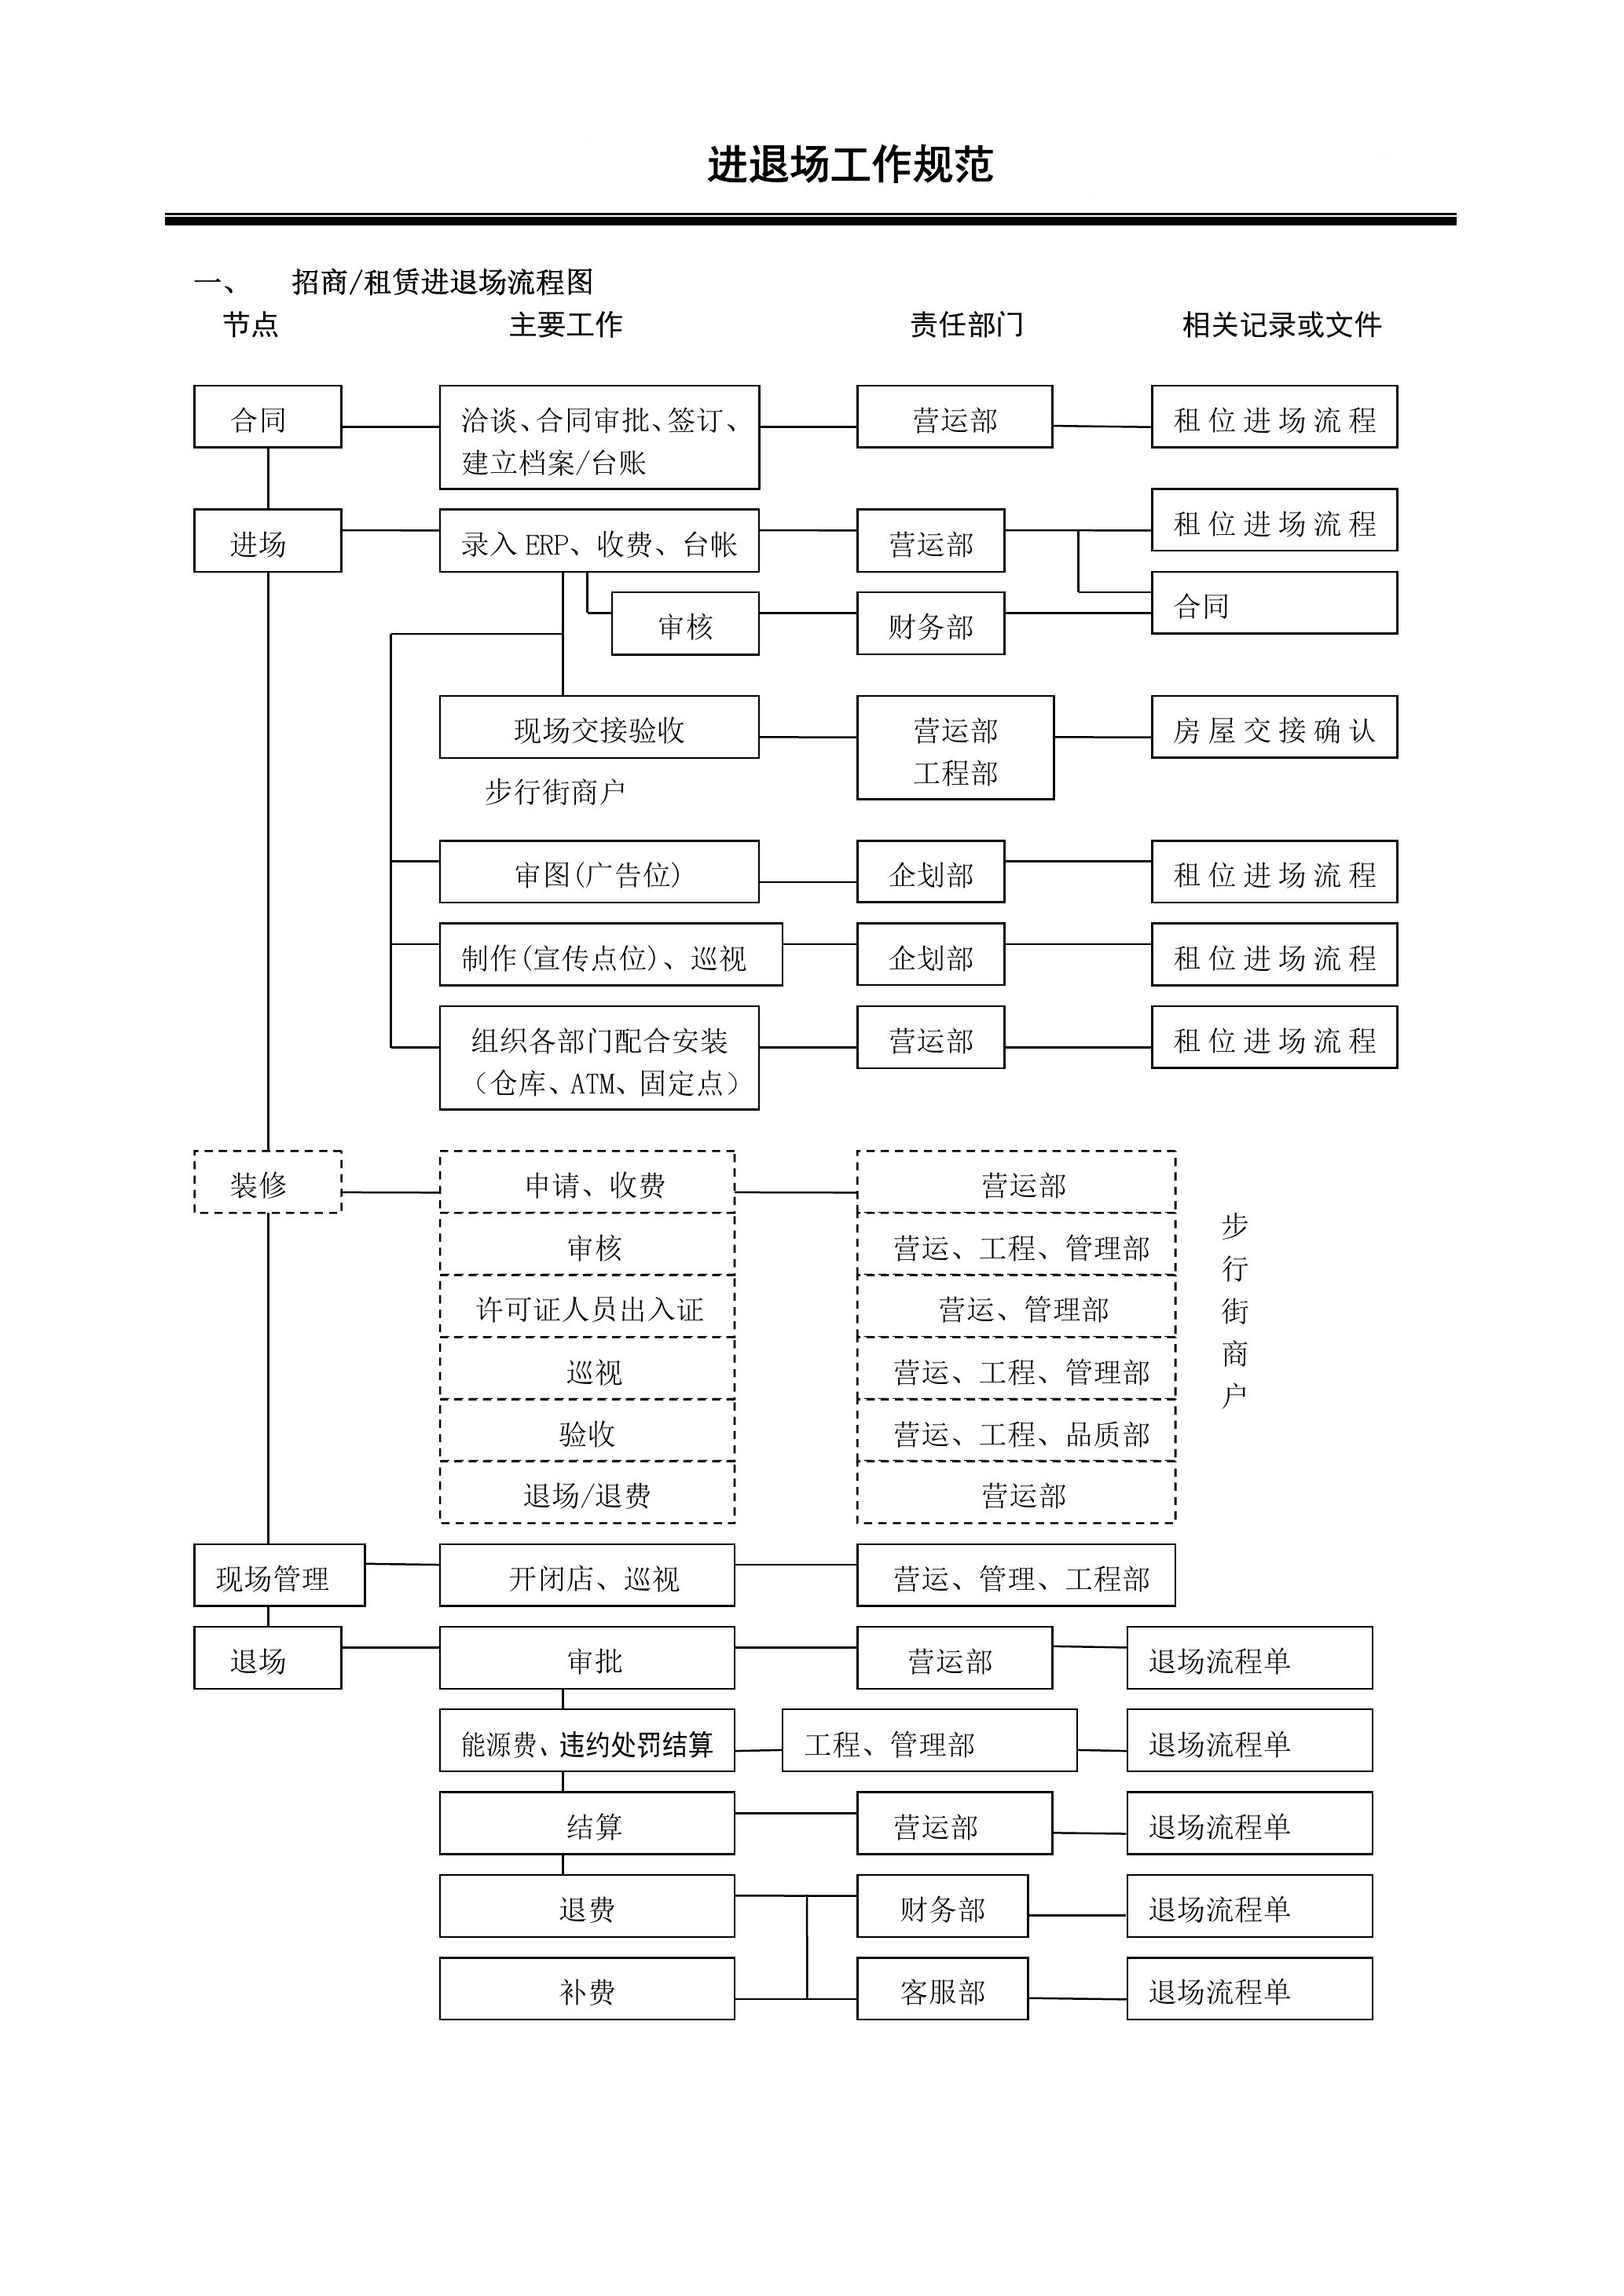 进退场工作规范
一、 招商/租赁进退场流程图
节点 主要工作 责任部门 相关记录或文件
合同 洽谈、合同审批、签订、 营运部 租位进场流程
建立档案/台账
租位进场流程
进场 录入 ERP、收费、台帐 营运部
合同
审核 财务部
现场交接验收 营运部 房屋交接确认
工程部
步行街商户
审图(广告位) 企划部 租位进场流程
制作(宣传点位)、巡视 企划部 租位进场流程
组织各部门配合安装 营运部 租位进场流程
（仓库、ATM、固定点）
装修 申请、收费 营运部
步行街商户
审核 营运、工程、管理部
许可证人员出入证 营运、管理部
巡视 营运、工程、管理部
验收 营运、工程、品质部
退场/退费 营运部
现场管理 开闭店、巡视 营运、管理、工程部
退场 审批 营运部 退场流程单
能源费、违约处罚结算 工程、管理部 退场流程单
结算 营运部 退场流程单
退费 财务部 退场流程单
补费 客服部 退场流程单